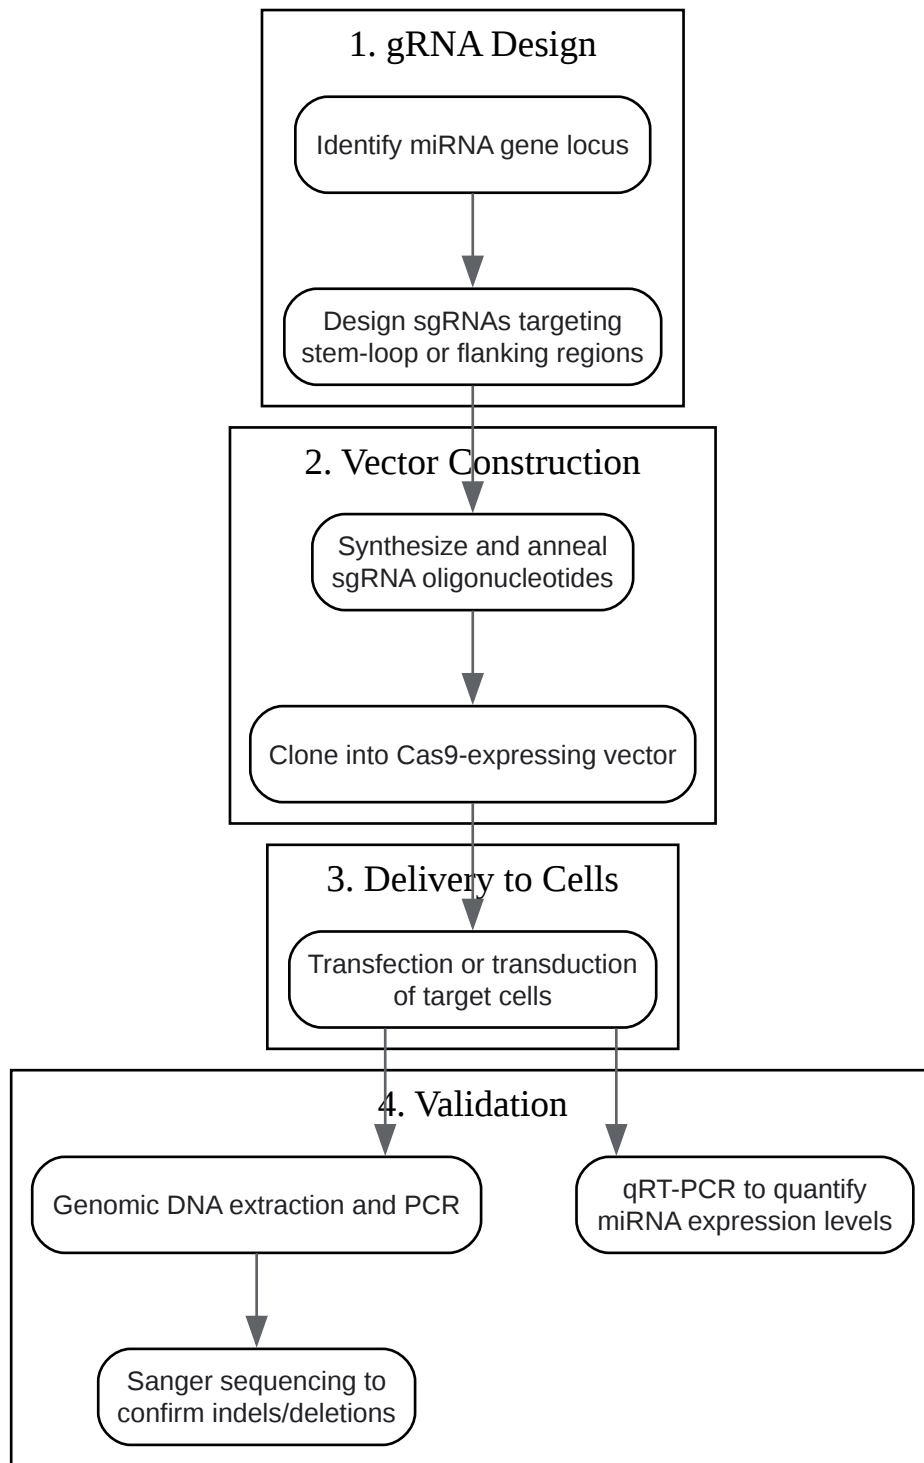 1. gRNA Design
Identify miRNA gene locus
Design sgRNAs targeting
stem-loop or flanking regions
2. Vector Construction
Synthesize and anneal
sgRNA oligonucleotides
Clone into Cas9-expressing vector
3. Delivery to Cells
Transfection or transduction
of target cells
4. Validation
Genomic DNA extraction and PCR
qRT-PCR to quantify
miRNA expression levels
Sanger sequencing to
confirm indels/deletions